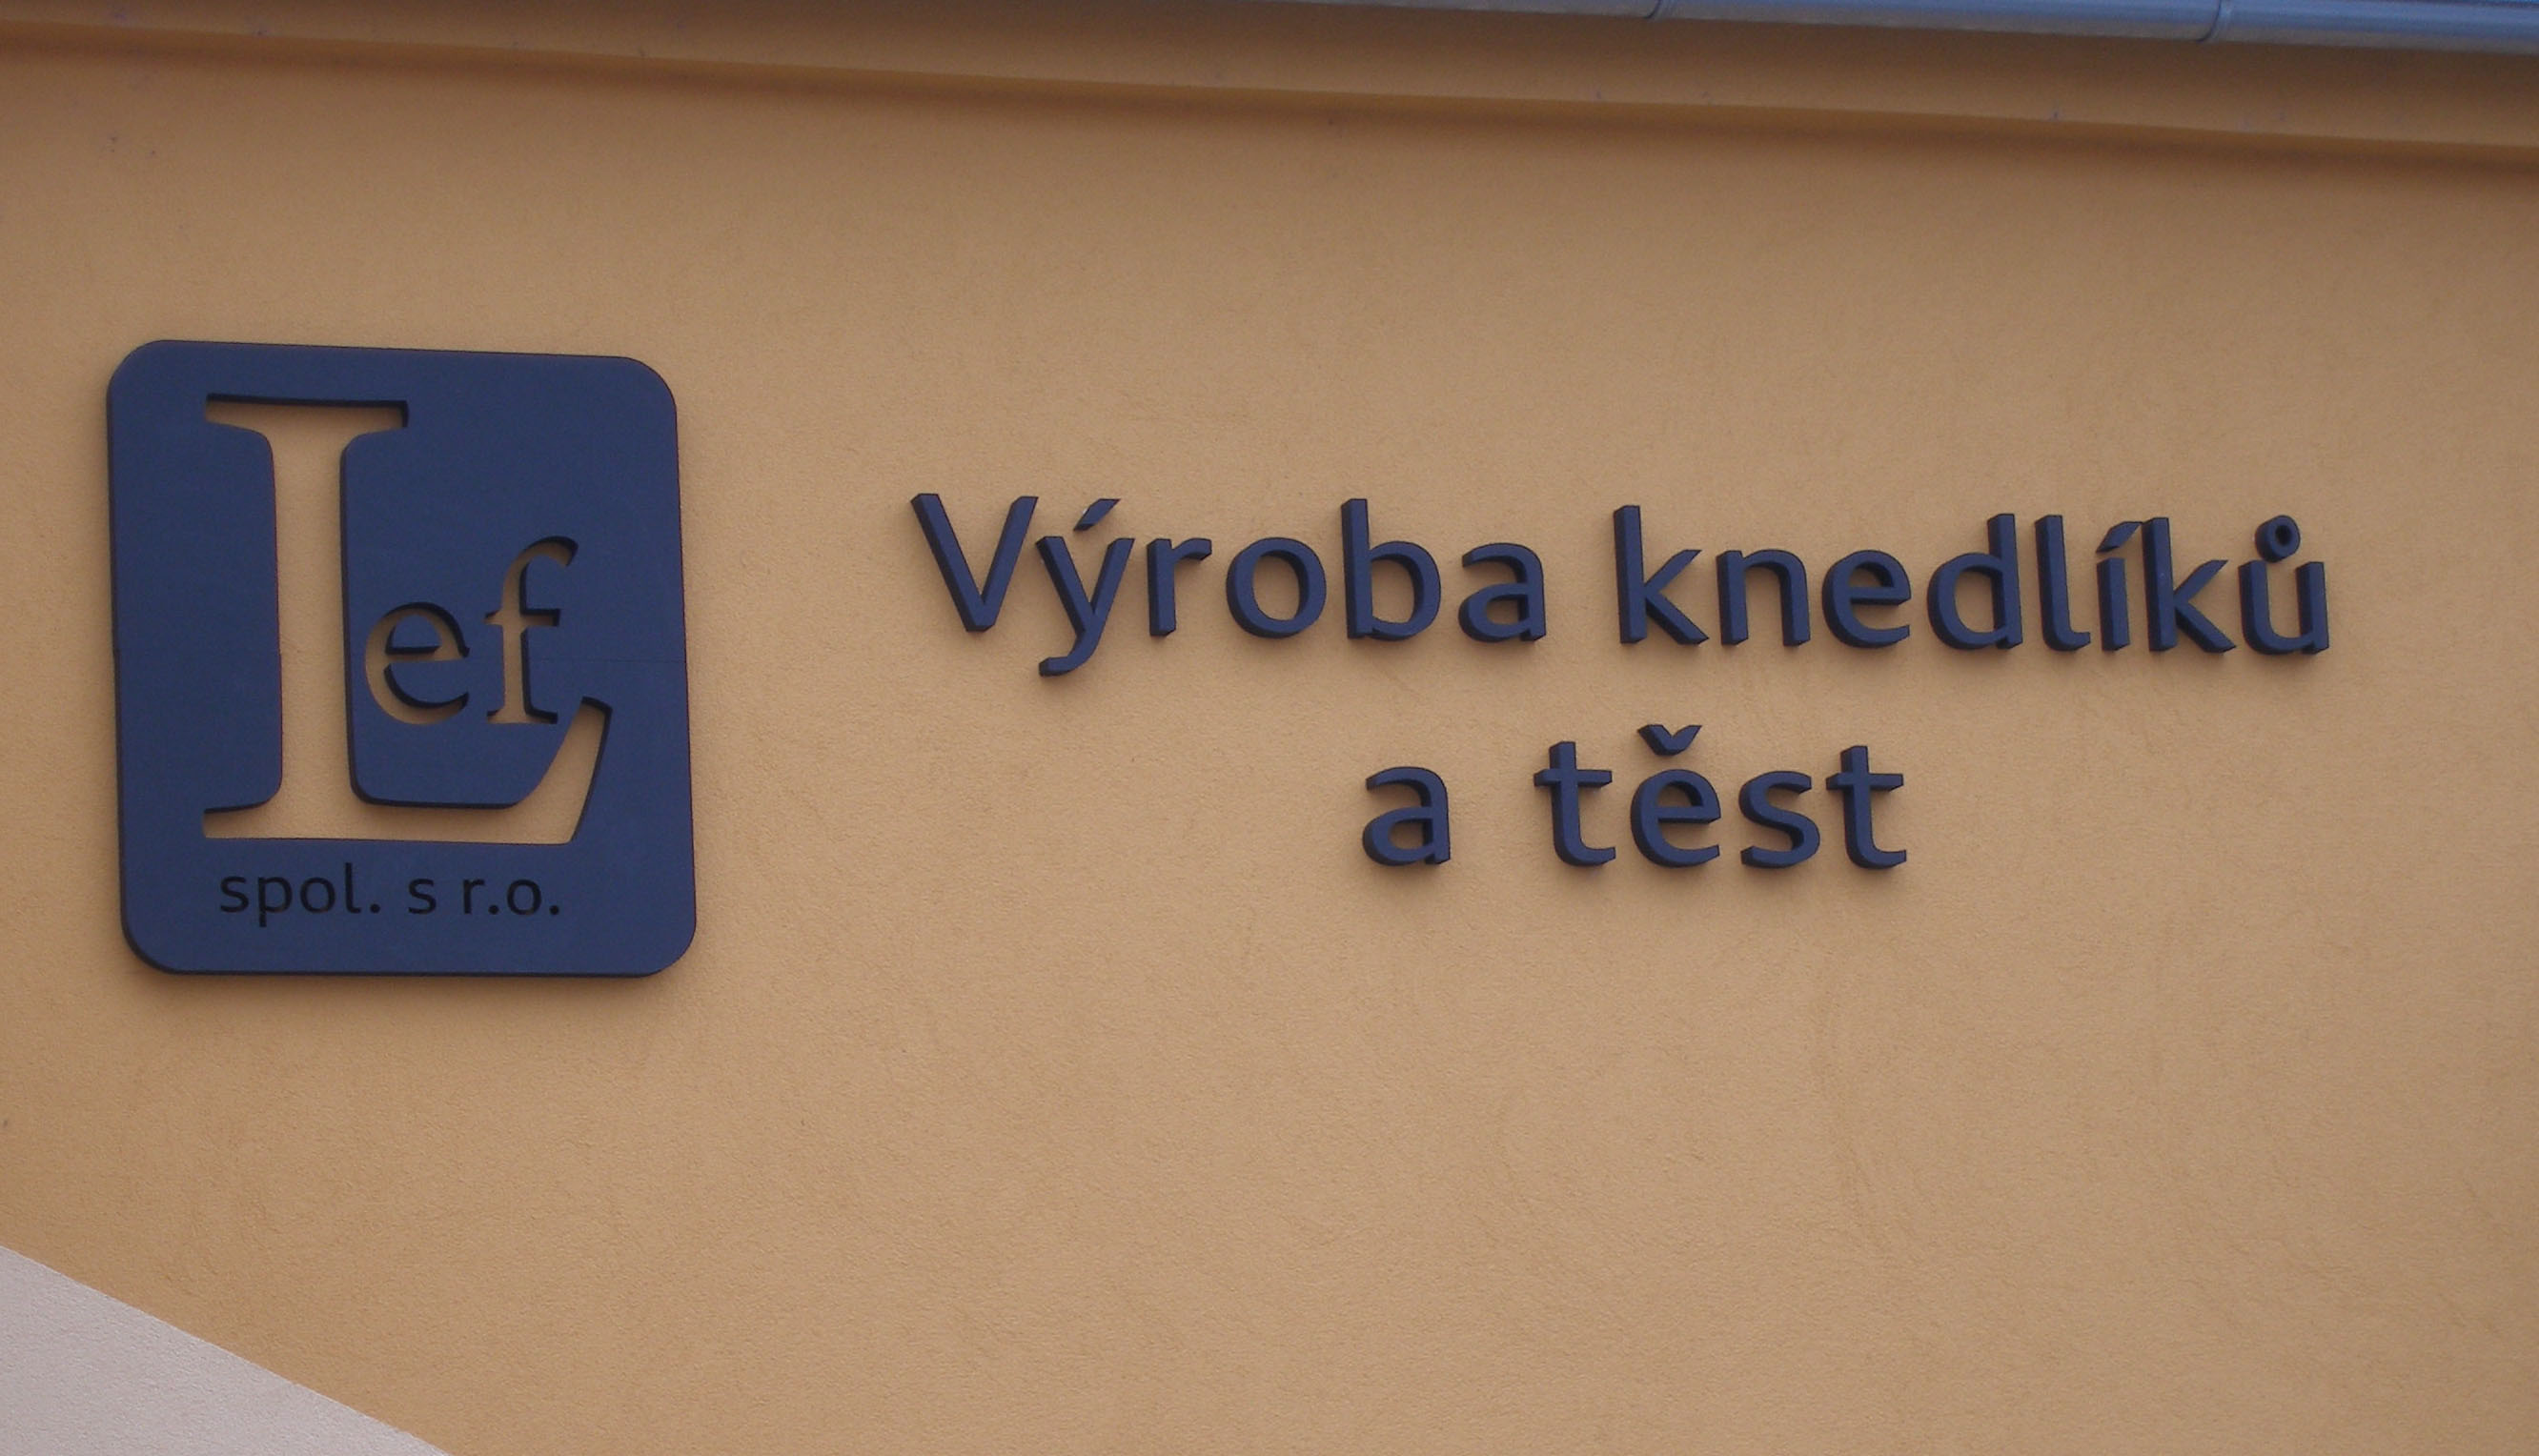 Lef
spol. s r.o.
Výroba knedlíků
a těst